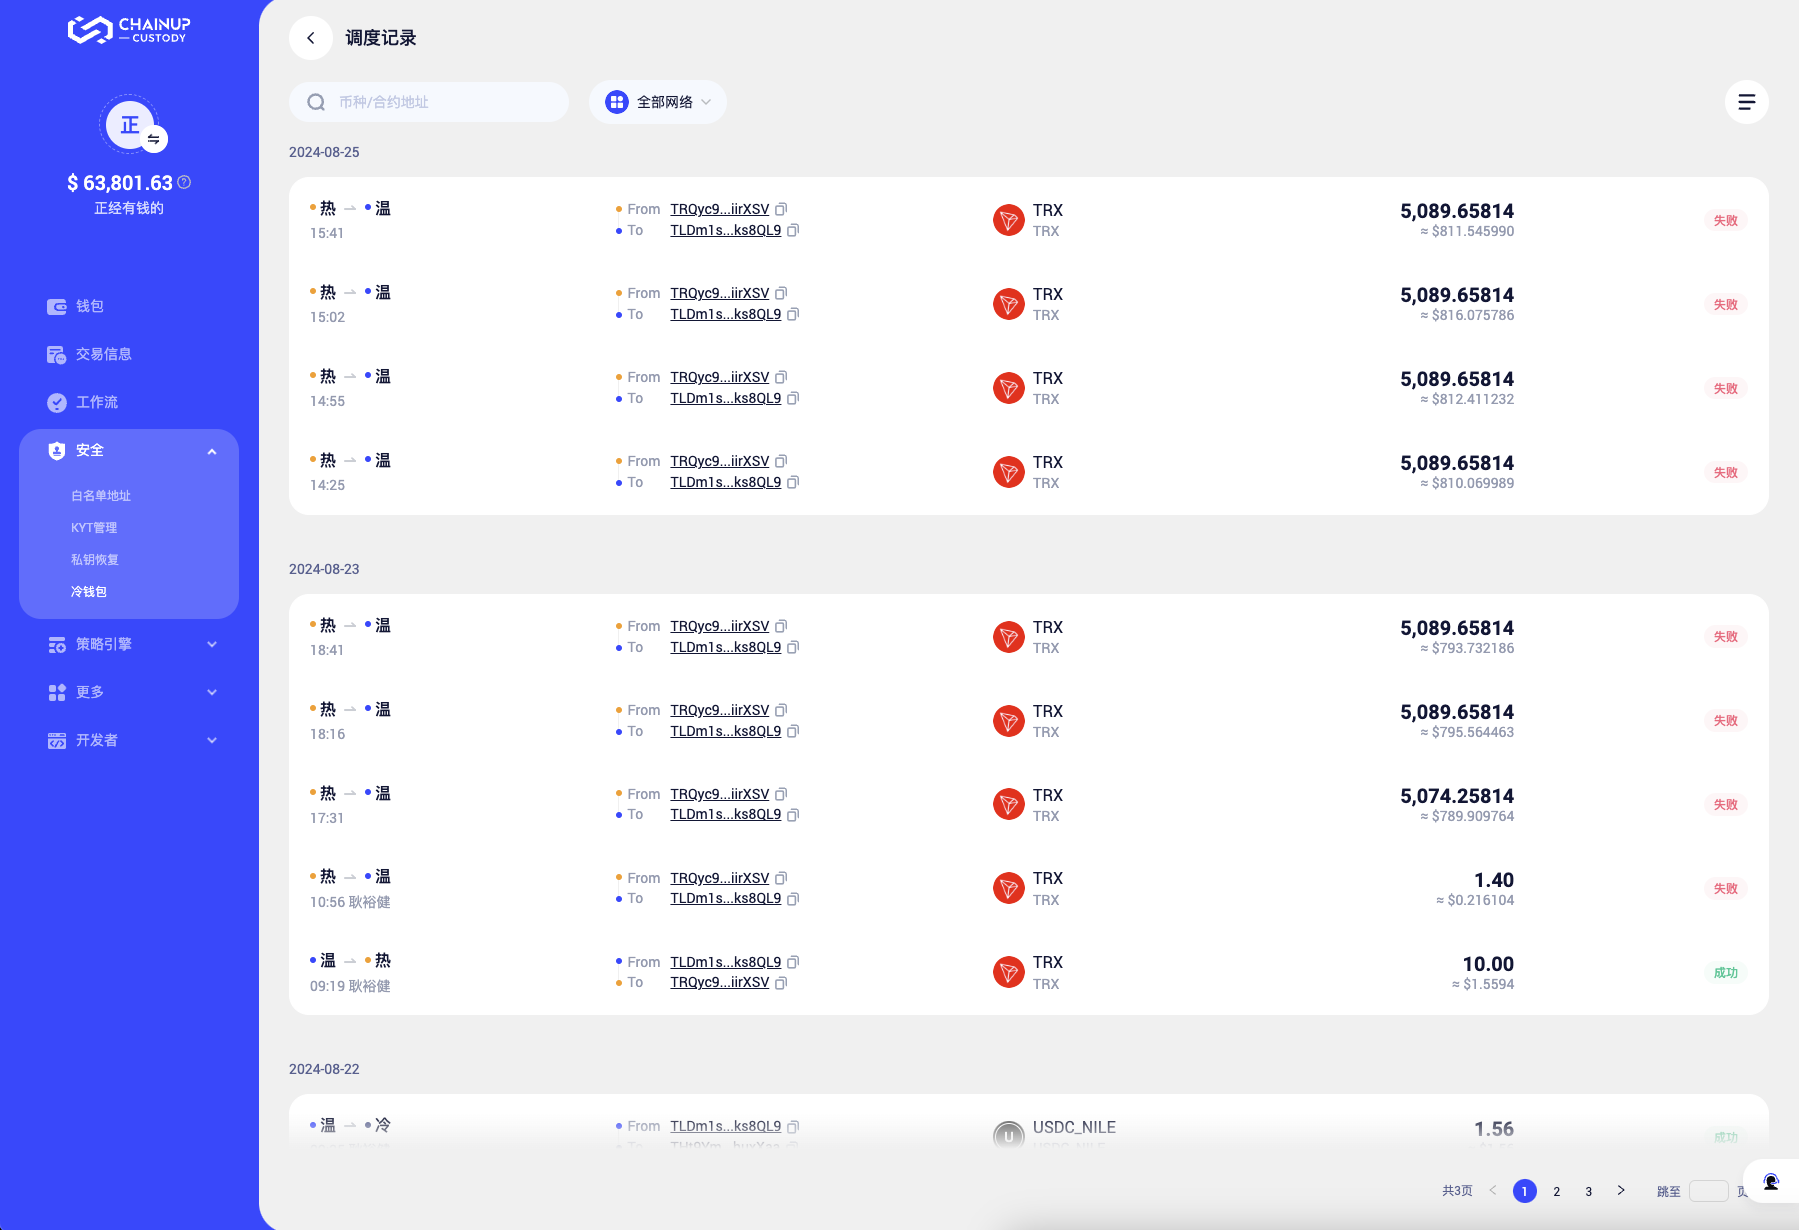 CHAINUP
CUSTODY
正
$ 63,801.63
正经有钱的
钱包
交易信息
工作流
安全
白名单地址
KYT管理
私钥恢复
冷钱包
策略引擎
更多
开发者
调度记录
币种/合约地址
全部网络
2024-08-25
热 → 温
15:41
From TRQyc9...iirXSV
To TLDm1s...ks8QL9
TRX
TRX
5,089.65814
≈ $811.545990
失败
热 → 温
15:02
From TRQyc9...iirXSV
To TLDm1s...ks8QL9
TRX
TRX
5,089.65814
≈ $816.075786
失败
热 → 温
14:55
From TRQyc9...iirXSV
To TLDm1s...ks8QL9
TRX
TRX
5,089.65814
≈ $812.411232
失败
热 → 温
14:25
From TRQyc9...iirXSV
To TLDm1s...ks8QL9
TRX
TRX
5,089.65814
≈ $810.069989
失败
2024-08-23
热 → 温
18:41
From TRQyc9...iirXSV
To TLDm1s...ks8QL9
TRX
TRX
5,089.65814
≈ $793.732186
失败
热 → 温
18:16
From TRQyc9...iirXSV
To TLDm1s...ks8QL9
TRX
TRX
5,089.65814
≈ $795.564463
失败
热 → 温
17:31
From TRQyc9...iirXSV
To TLDm1s...ks8QL9
TRX
TRX
5,074.25814
≈ $789.909764
失败
热 → 温
10:56 耿裕健
From TRQyc9...iirXSV
To TLDm1s...ks8QL9
TRX
TRX
1.40
≈ $0.216104
失败
温 → 热
09:19 耿裕健
From TLDm1s...ks8QL9
To TRQyc9...iirXSV
TRX
TRX
10.00
≈ $1.5594
成功
2024-08-22
温 → 冷
From TLDm1s...ks8QL9
To
U
USDC_NILE
USDC_NILE
1.56
成功
共3页 1 2 3 跳至